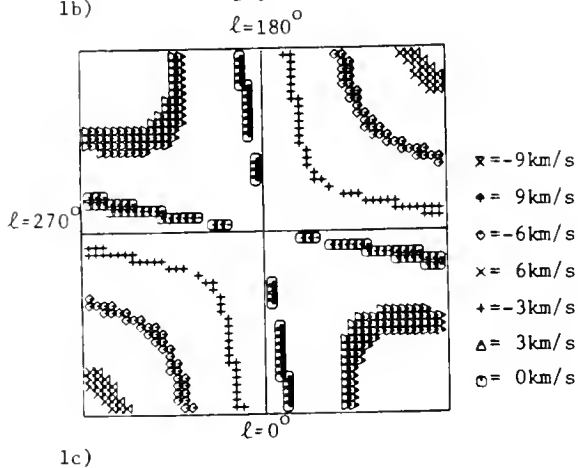 1b)
ℓ=180°
ℓ=270°
=-9km/s
= 9km/s
=-6km/s
×= 6km/s
+=-3km/s
△= 3km/s
= 0km/s
ℓ=0°
1c)